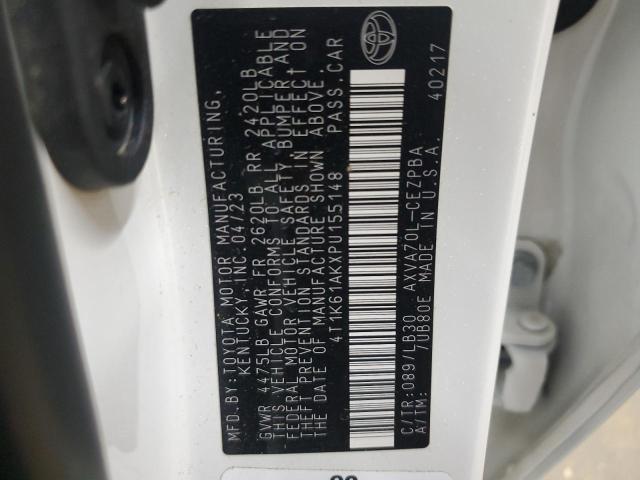 MFD.BY:TOYOTA MOTOR MANUFACTURING,
KENTUCKY, INC. 04/23
GVWR 4475LB GAWR FR 2620LB RR 2420LB
THIS VEHICLE CONFORMS TO ALL APPLICABLE
FEDERAL MOTOR VEHICLE SAFETY BUMPER AND
THEFT PREVENTION STANDARDS IN EFFECT ON
THE DATE OF MANUFACTURE SHOWN ABOVE.
4T1K61AKXPU155148 PASS.CAR
C/TR:089/LB30 AXVA70L-CEZPBA
A/TM: /UB80E MADE IN U.S.A.
40217